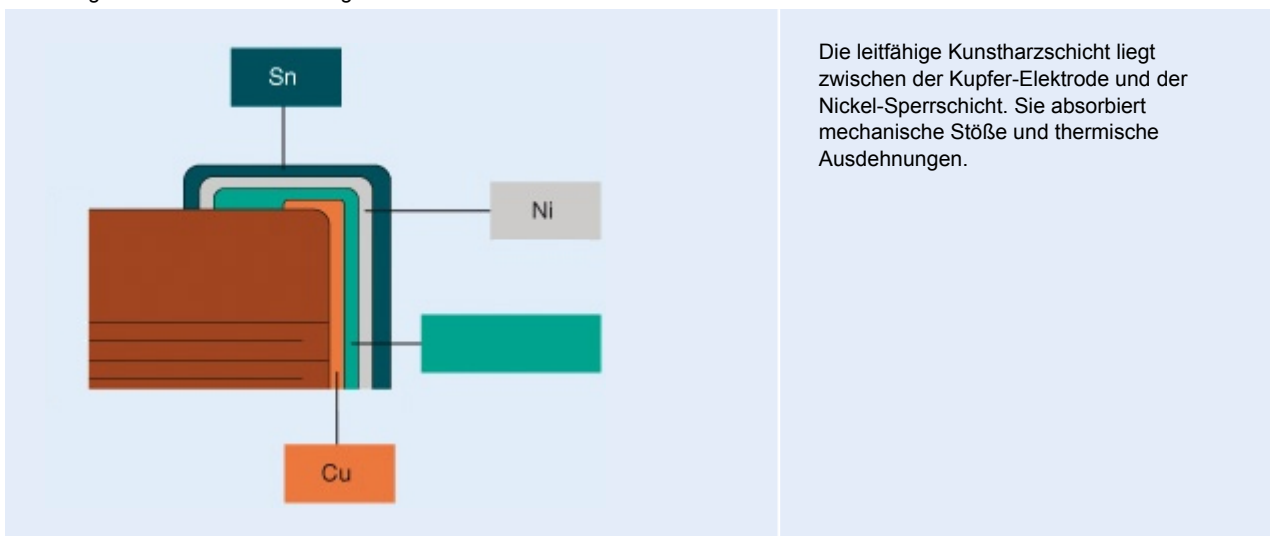 Sn
Ni
Cu
Die leitfähige Kunstharzschicht liegt
zwischen der Kupfer-Elektrode und der
Nickel-Sperrschicht. Sie absorbiert
mechanische Stöße und thermische
Ausdehnungen.